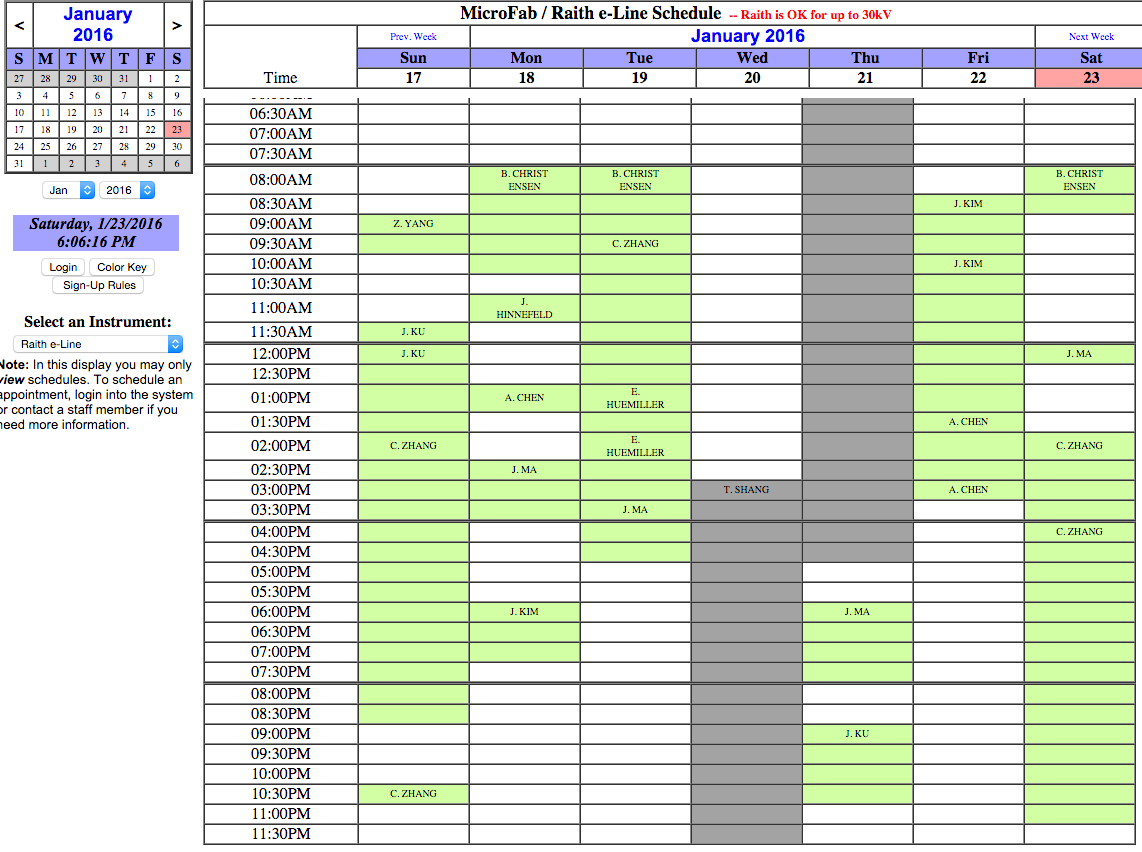 < January 2016 >
S M T W T F S
27 28 29 30 31 1 2
3 4 5 6 7 8 9
10 11 12 13 14 15 16
17 18 19 20 21 22 23
24 25 26 27 28 29 30
31 1 2 3 4 5 6
Jan 2016
Saturday, 1/23/2016
6:06:16 PM
Login Color Key
Sign-Up Rules
Select an Instrument:
Raith e-Line
Note: In this display you may only
view schedules. To schedule an
appointment, login into the system
or contact a staff member if you
need more information.
MicroFab / Raith e-Line Schedule -- Raith is OK for up to 30kV
Prev. Week January 2016 Next Week
Sun Mon Tue Wed Thu Fri Sat
Time 17 18 19 20 21 22 23
06:30AM
07:00AM
07:30AM
08:00AM B. CHRIST ENSEN B. CHRIST ENSEN B. CHRIST ENSEN
08:30AM J. KIM
09:00AM Z. YANG
09:30AM C. ZHANG
10:00AM J. KIM
10:30AM
11:00AM J. HINNEFELD
11:30AM J. KU
12:00PM J. KU J. MA
12:30PM
01:00PM A. CHEN E. HUEMILLER
01:30PM A. CHEN
02:00PM C. ZHANG E. HUEMILLER C. ZHANG
02:30PM J. MA
03:00PM T. SHANG A. CHEN
03:30PM J. MA
04:00PM C. ZHANG
04:30PM
05:00PM
05:30PM
06:00PM J. KIM J. MA
06:30PM
07:00PM
07:30PM
08:00PM
08:30PM
09:00PM J. KU
09:30PM
10:00PM
10:30PM C. ZHANG
11:00PM
11:30PM